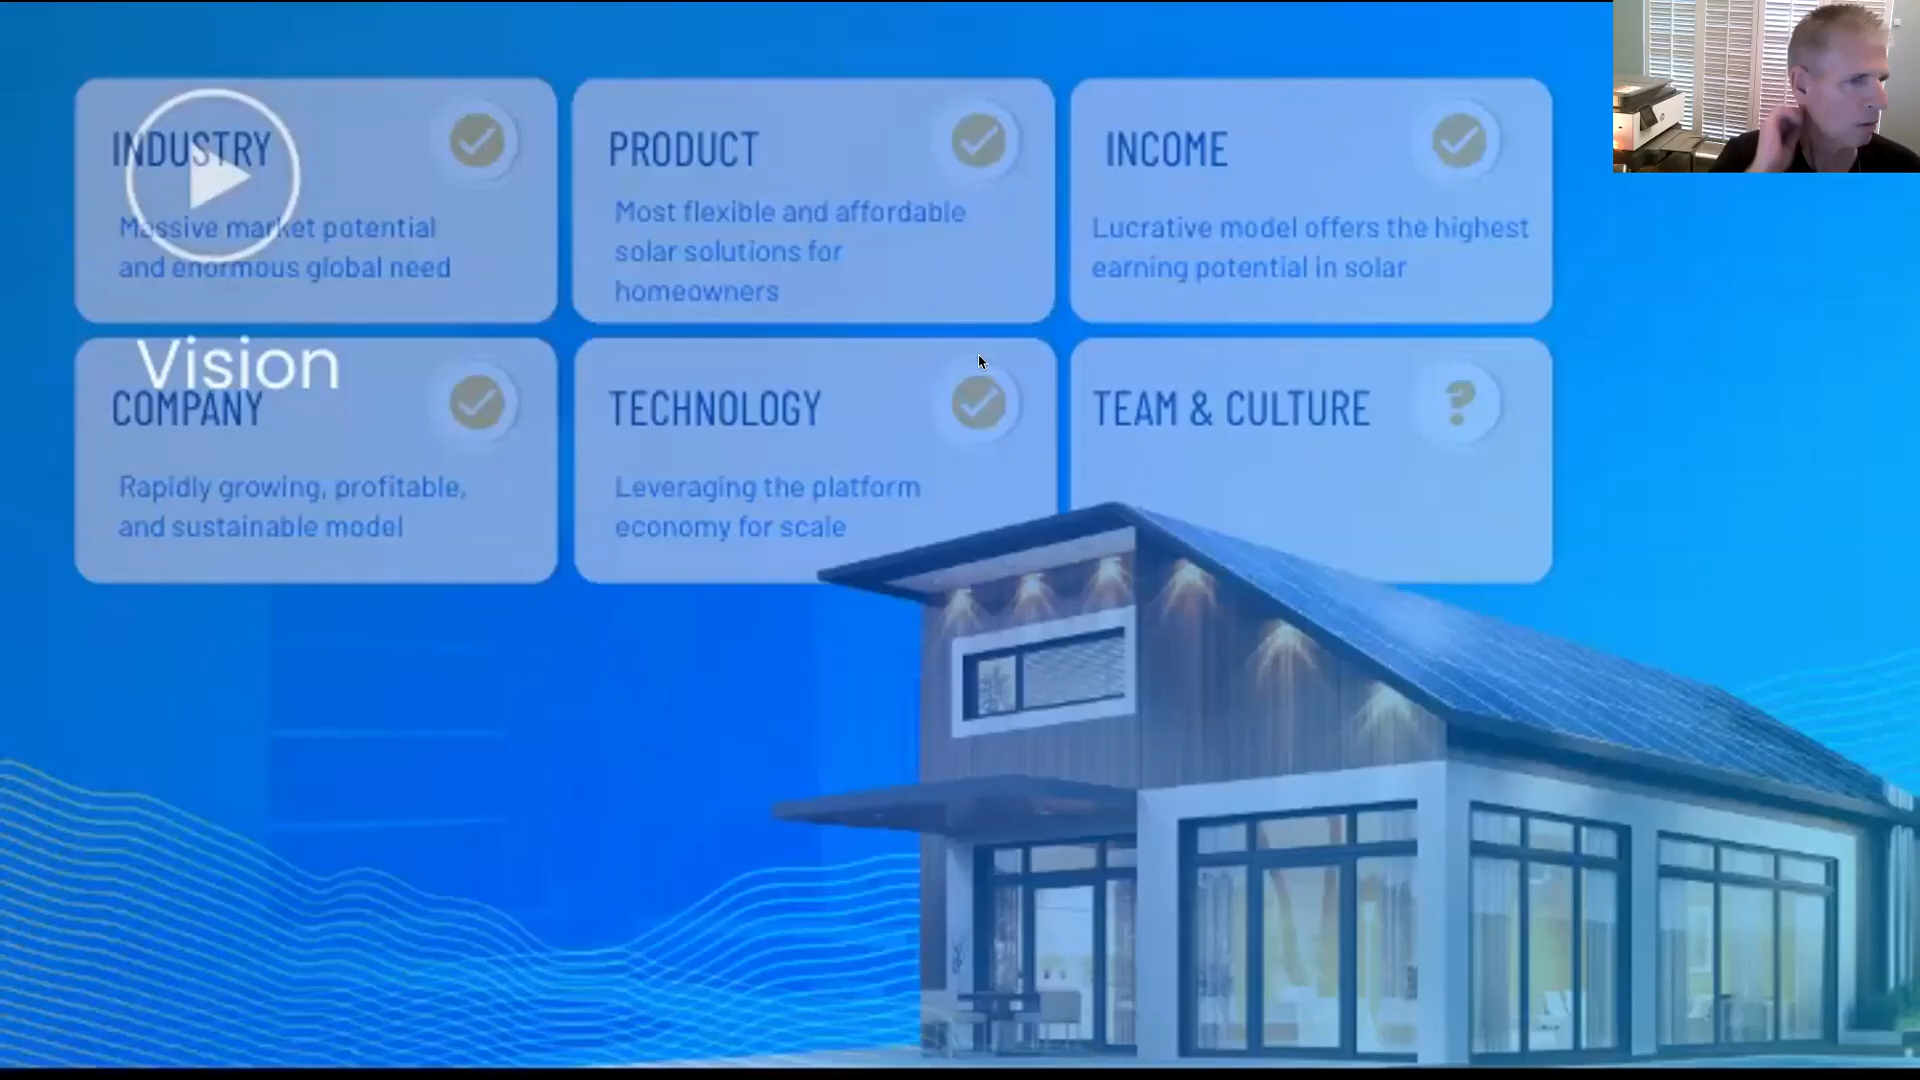 INDUSTRY
Massive market potential
and enormous global need
PRODUCT
Most flexible and affordable
solar solutions for
homeowners
INCOME
Lucrative model offers the highest
earning potential in solar
Vision
COMPANY
Rapidly growing, profitable,
and sustainable model
TECHNOLOGY
Leveraging the platform
economy for scale
TEAM & CULTURE
?